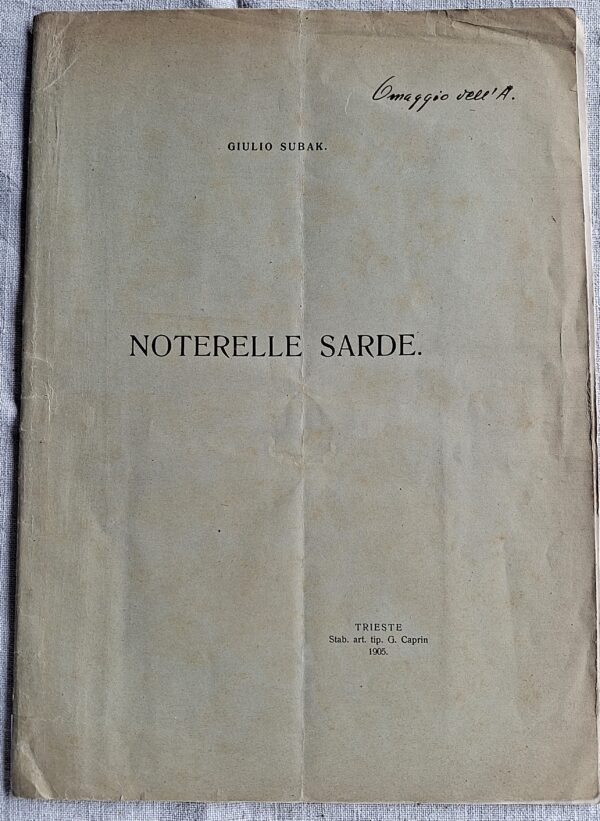 Omaggio dell'A.
GIULIO SUBAK.
NOTERELLE SARDE.
TRIESTE
Stab. art. tip. G. Caprin
1905.